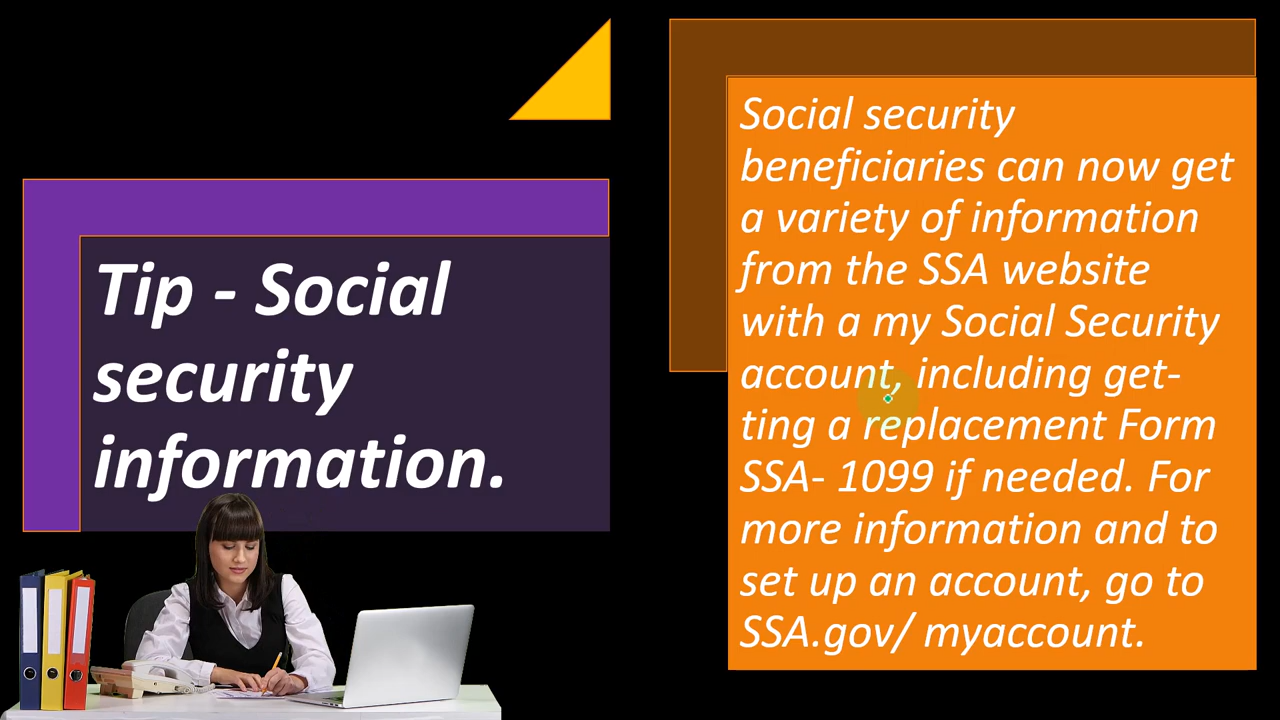 Tip - Social
security
information.
Social security
beneficiaries can now get
a variety of information
from the SSA website
with a my Social Security
account, including get-
ting a replacement Form
SSA- 1099 if needed. For
more information and to
set up an account, go to
SSA.gov/ myaccount.